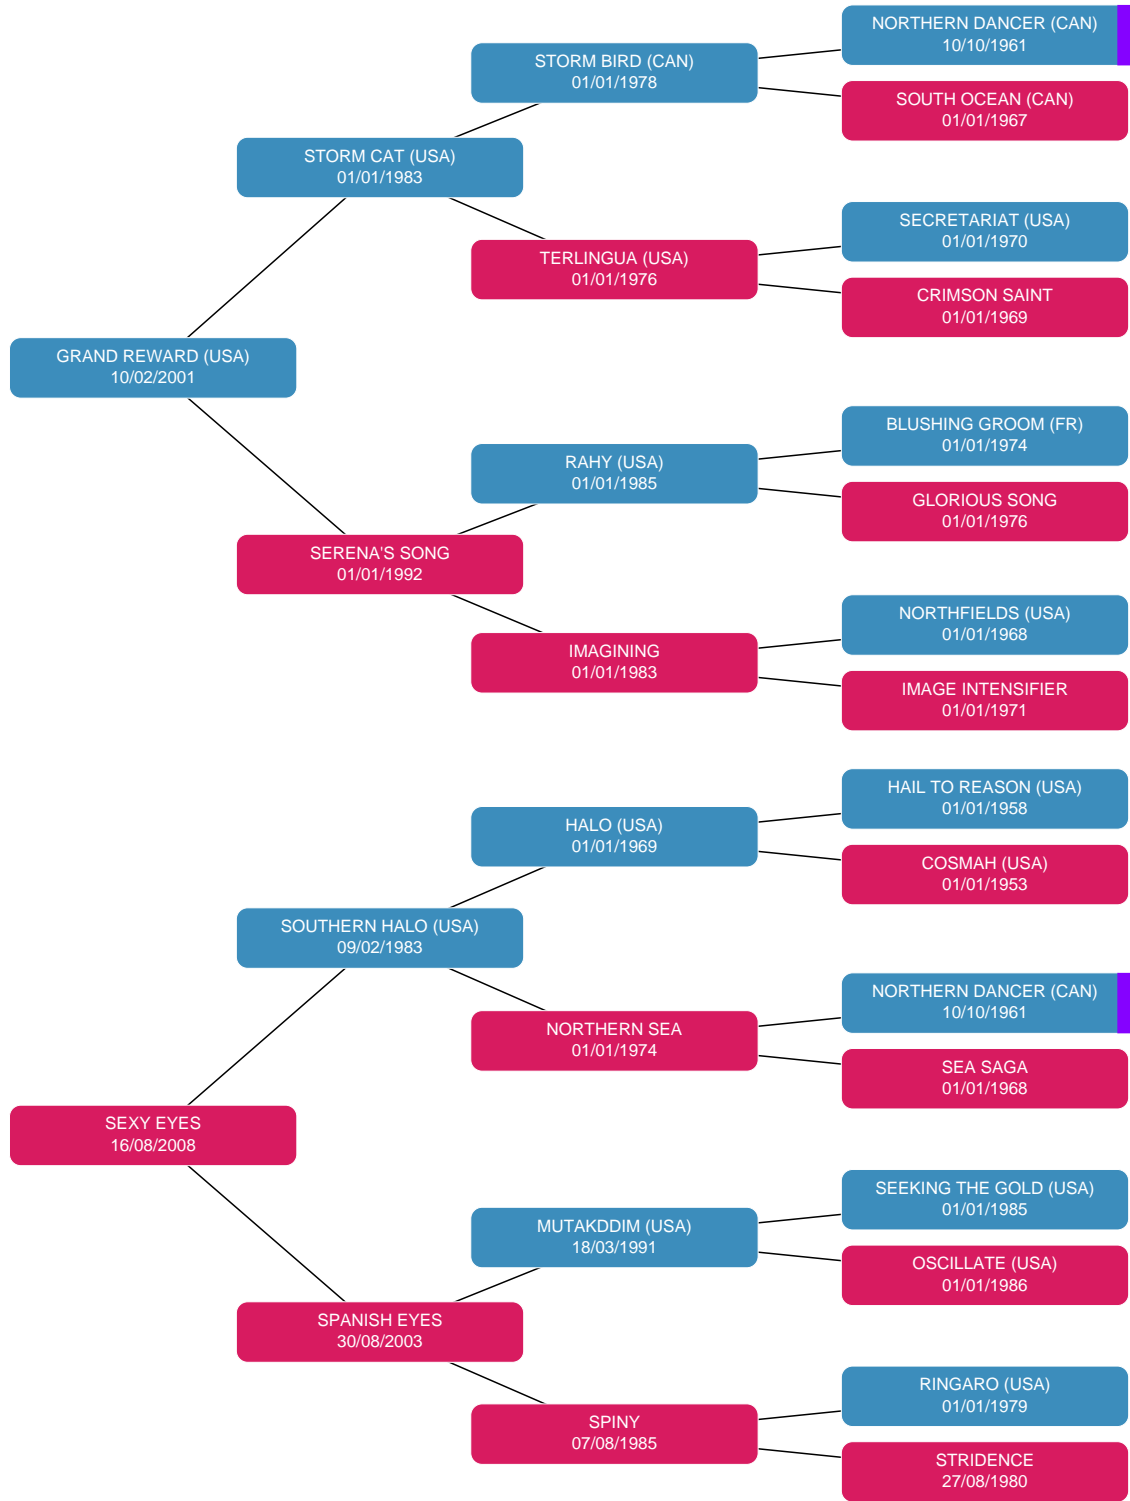 NORTHERN DANCER (CAN)
10/10/1961
STORM BIRD (CAN)
01/01/1978
SOUTH OCEAN (CAN)
01/01/1967
STORM CAT (USA)
01/01/1983
SECRETARIAT (USA)
01/01/1970
TERLINGUA (USA)
01/01/1976
CRIMSON SAINT
01/01/1969
GRAND REWARD (USA)
10/02/2001
BLUSHING GROOM (FR)
01/01/1974
RAHY (USA)
01/01/1985
GLORIOUS SONG
01/01/1976
SERENA'S SONG
01/01/1992
NORTHFIELDS (USA)
01/01/1968
IMAGINING
01/01/1983
IMAGE INTENSIFIER
01/01/1971
HAIL TO REASON (USA)
01/01/1958
HALO (USA)
01/01/1969
COSMAH (USA)
01/01/1953
SOUTHERN HALO (USA)
09/02/1983
NORTHERN DANCER (CAN)
10/10/1961
NORTHERN SEA
01/01/1974
SEA SAGA
01/01/1968
SEXY EYES
16/08/2008
SEEKING THE GOLD (USA)
01/01/1985
MUTAKDDIM (USA)
18/03/1991
OSCILLATE (USA)
01/01/1986
SPANISH EYES
30/08/2003
RINGARO (USA)
01/01/1979
SPINY
07/08/1985
STRIDENCE
27/08/1980